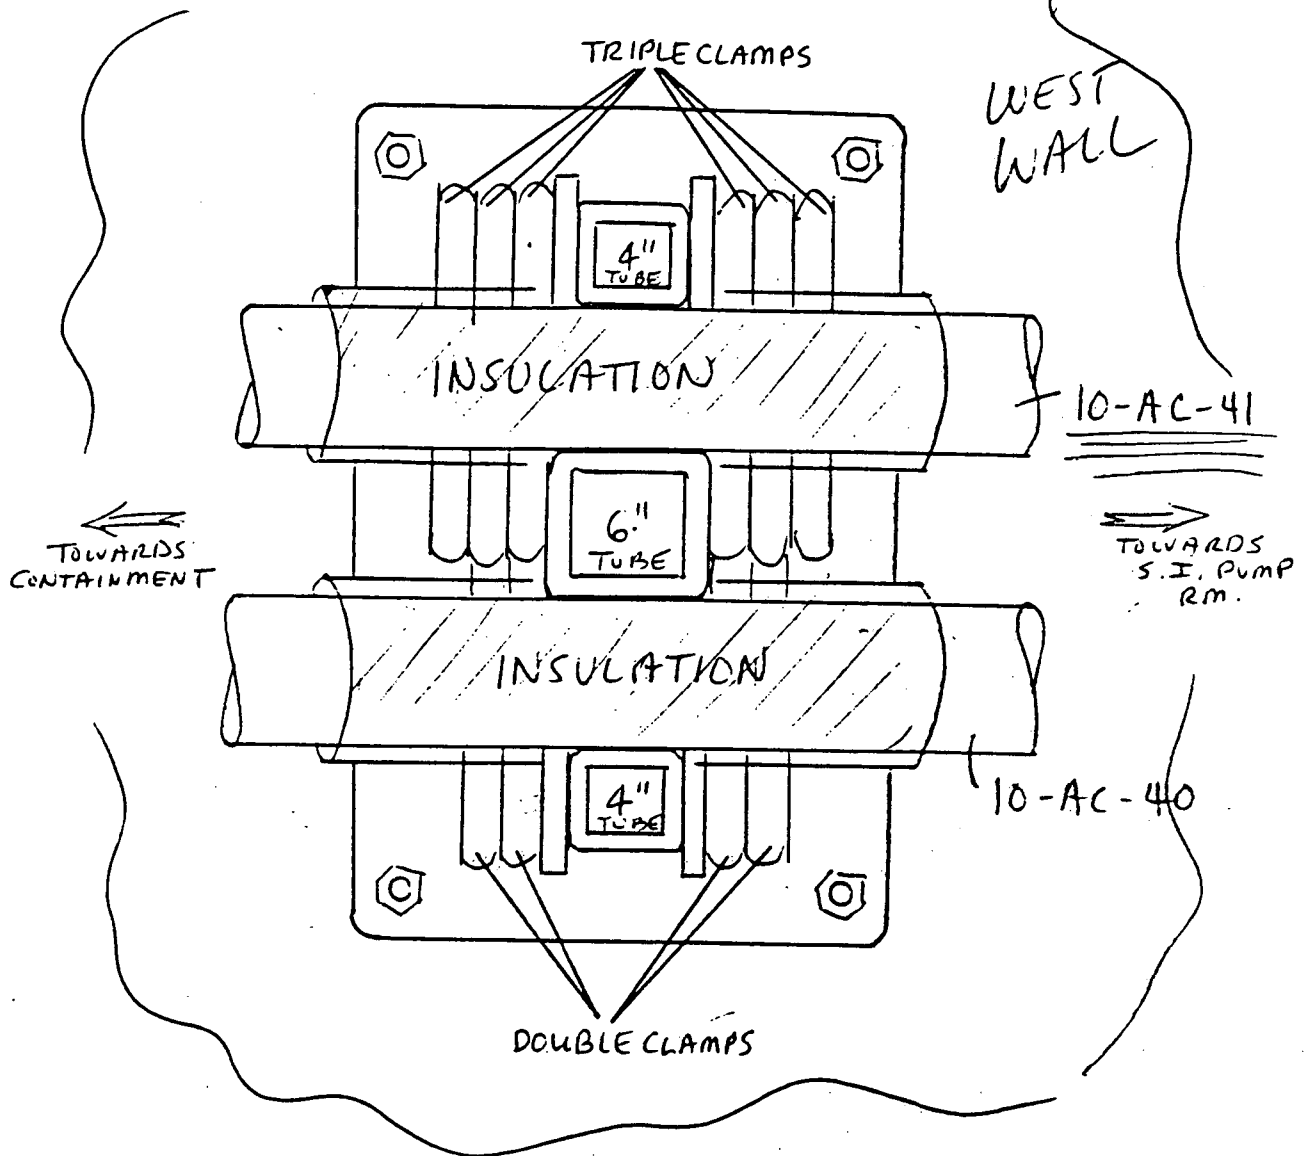 TRIPLE CLAMPS
WEST
WALL
4"
TUBE
INSULATION
10-AC-41
6"
TUBE
TOWARDS
CONTAINMENT
TOWARDS
S.I. PUMP
RM.
INSULATION
4"
TUBE
10-AC-40
DOUBLE CLAMPS